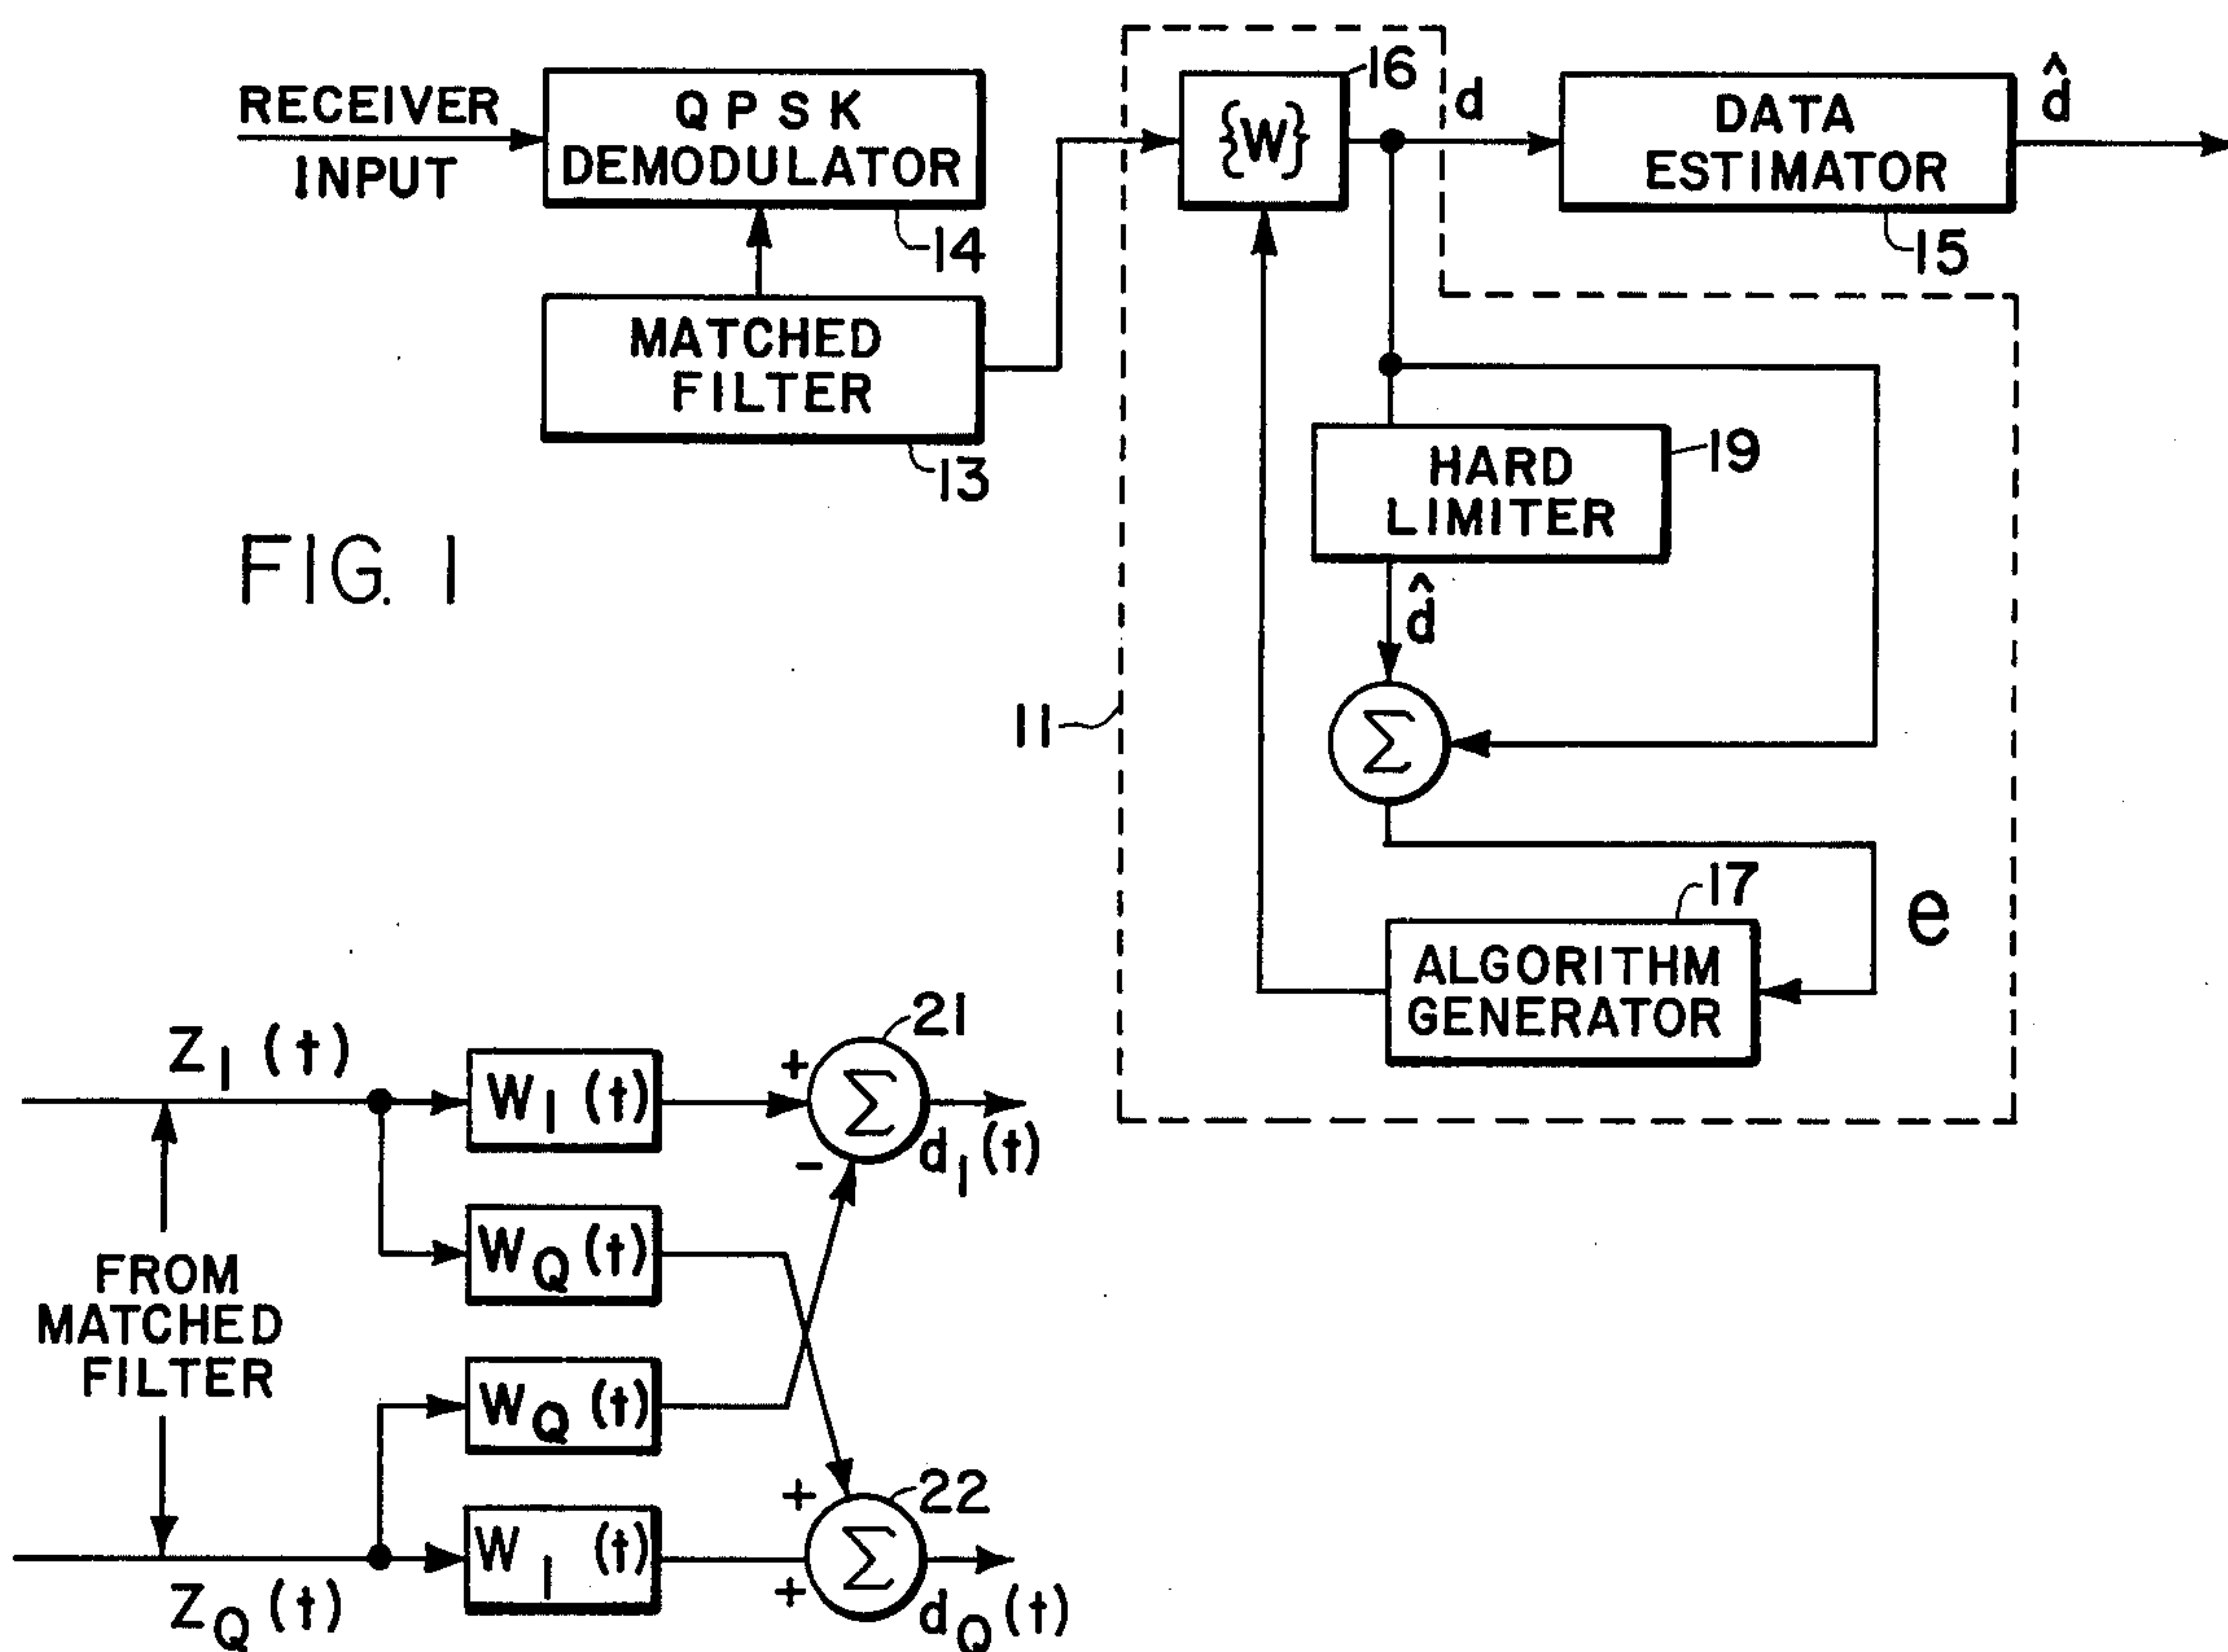 RECEIVER
INPUT
Q P S K
DEMODULATOR
14
MATCHED
FILTER
13
{W}
16
d
DATA
ESTIMATOR
15
d̂
HARD
LIMITER
19
d̂
Σ
11
e
17
ALGORITHM
GENERATOR
FIG. 1
Z_I (t)
W_I (t)
+
-
Σ
21
d_I (t)
W_Q (t)
FROM
MATCHED
FILTER
W_Q (t)
Z_Q (t)
W_I (t)
+
+
Σ
22
d_Q (t)